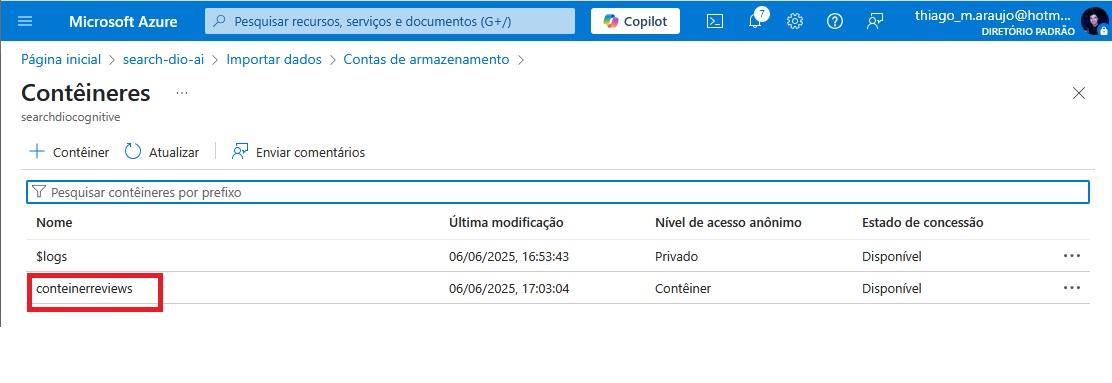 Microsoft Azure
Pesquisar recursos, serviços e documentos (G+/)
Copilot
7
thiago_m.araujo@hotm...
DIRETÓRIO PADRÃO
Página inicial > search-dio-ai > Importar dados > Contas de armazenamento >
Contêineres ...
searchdiocognitive
+ Contêiner Atualizar Enviar comentários
Pesquisar contêineres por prefixo
Nome Última modificação Nível de acesso anônimo Estado de concessão
$logs 06/06/2025, 16:53:43 Privado Disponível ...
conteinerreviews 06/06/2025, 17:03:04 Contêiner Disponível ...